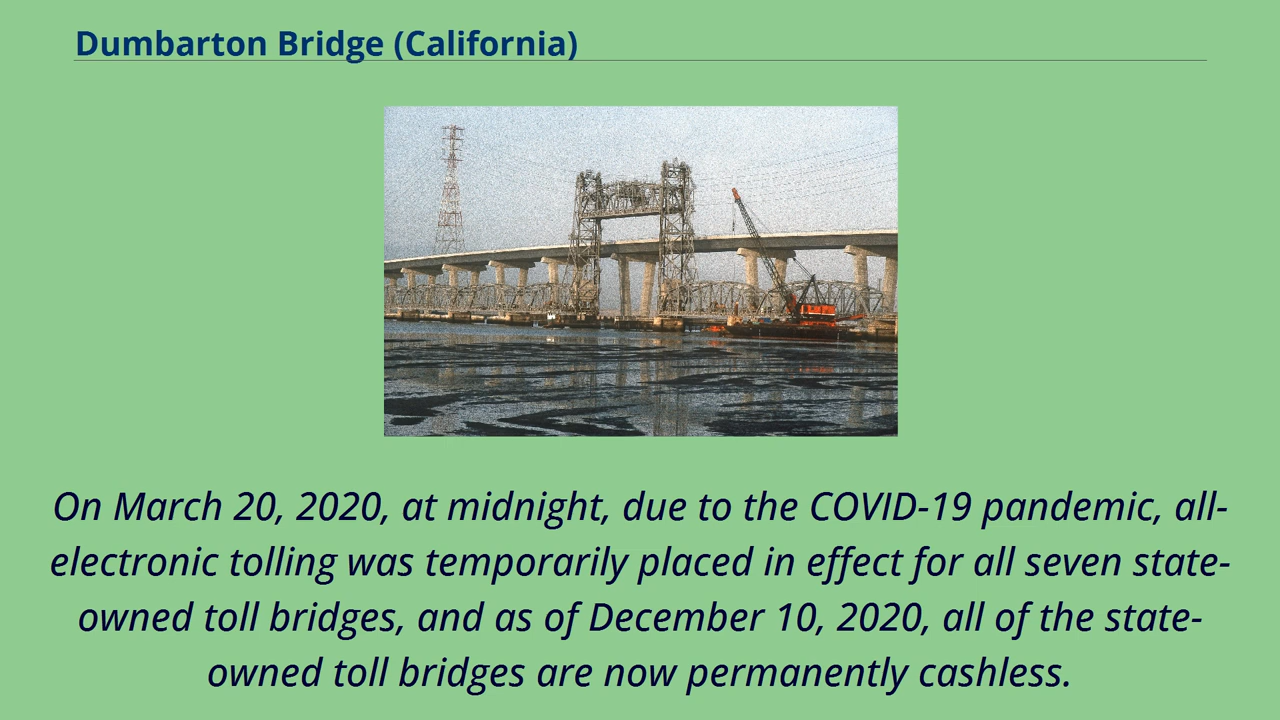 Dumbarton Bridge (California)
On March 20, 2020, at midnight, due to the COVID-19 pandemic, all-
electronic tolling was temporarily placed in effect for all seven state-
owned toll bridges, and as of December 10, 2020, all of the state-
owned toll bridges are now permanently cashless.